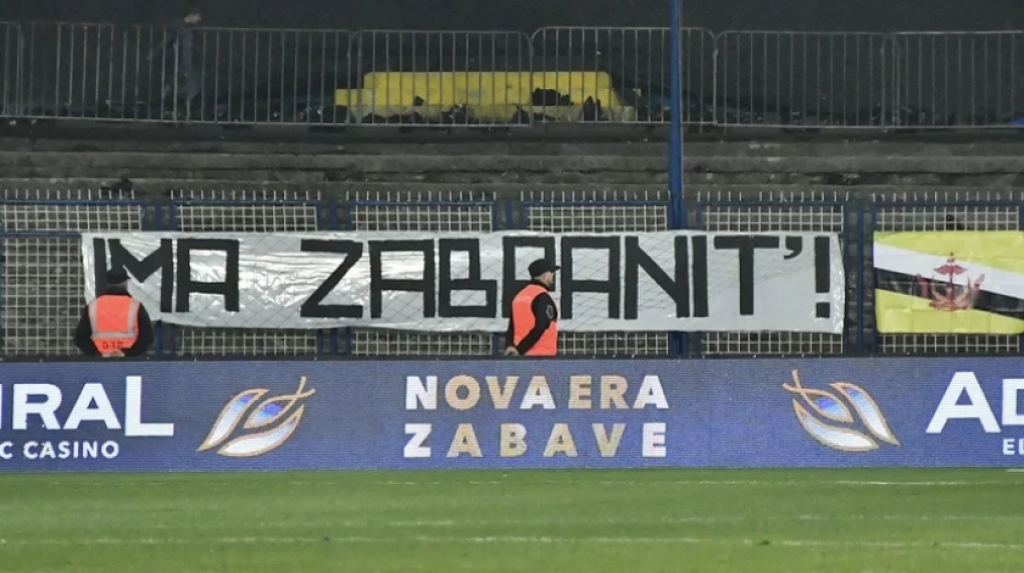 IMA ZABRANIT'!
NOVA ERA
ZABAVE
CASINO